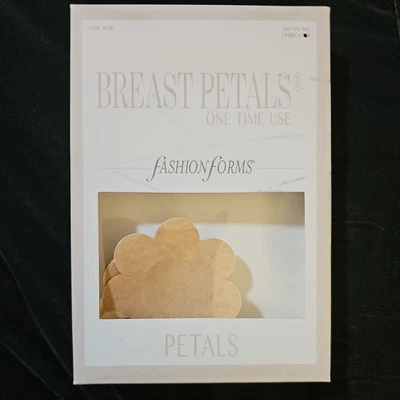 BREAST PETALS®
ONE TIME USE
fASHION fORMS®
PETALS